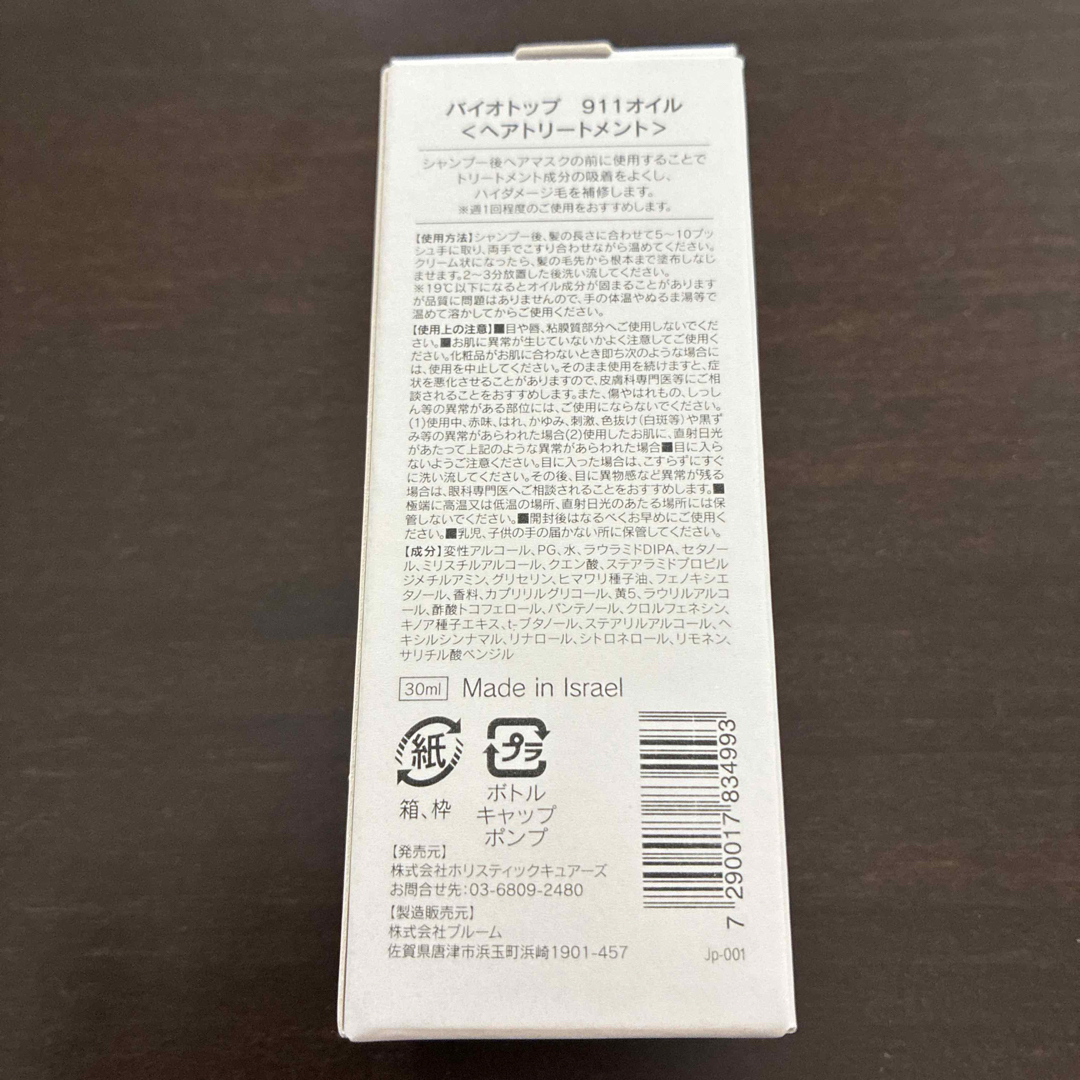 バイオトップ 911オイル
<ヘアトリートメント>
シャンプー後ヘアマスクの前に使用することで
トリートメント成分の吸着をよくし、
ハイダメージ毛を補修します。
※週1回程度のご使用をおすすめします。
【使用方法】シャンプー後、髪の長さに合わせて5〜10プッ
シュ手に取り、両手でこすり合わせながら温めてください。
クリーム状になったら、髪の毛先から根本まで塗布しなじ
ませます。2〜3分放置した後洗い流してください。
※19℃以下になるとオイル成分が固まることがあります
が品質に問題はありませんので、手の体温やぬるま湯等で
温めて溶かしてからご使用ください。
【使用上の注意】■目や唇、粘膜質部分へご使用しないでくだ
さい。■お肌に異常が生じていないかよく注意してご使用く
ださい。化粧品がお肌に合わないとき即ち次のような場合に
は、使用を中止してください。そのまま使用を続けますと、症
状を悪化させることがありますので、皮膚科専門医等にご相
談されることをおすすめします。また、傷やはれもの、しっし
ん等の異常がある部位には、ご使用にならないでください。
(1)使用中、赤味、はれ、かゆみ、刺激、色抜け(白斑等)や黒ず
み等の異常があらわれた場合(2)使用したお肌に、直射日光
があたって上記のような異常があらわれた場合■目に入ら
ないようご注意ください。目に入った場合は、こすらずにすぐ
に洗い流してください。その後、目に異物感など異常が残る
場合は、眼科専門医へご相談されることをおすすめします。■
極端に高温又は低温の場所、直射日光のあたる場所には保
管しないでください。■開封後はなるべくお早めにご使用く
ださい。■乳児、子供の手の届かない所に保管してください。
【成分】変性アルコール、PG、水、ラウラミドDIPA、セタノー
ル、ミリスチルアルコール、クエン酸、ステアラミドプロピル
ジメチルアミン、グリセリン、ヒマワリ種子油、フェノキシエ
タノール、香料、カプリリルグリコール、黄5、ラウリルアルコ
ール、酢酸トコフェロール、パンテノール、クロルフェネシン、
キノア種子エキス、t-ブタノール、ステアリルアルコール、ヘ
キシルシンナマル、リナロール、シトロネロール、リモネン、
サリチル酸ベンジル
30ml Made in Israel
紙 プラ
箱、枠
ボトル
キャップ
ポンプ
【発売元】
株式会社ホリスティックキュアーズ
お問合せ先:03-6809-2480
【製造販売元】
株式会社ブルーム
佐賀県唐津市浜玉町浜崎1901-457
7 290017 834993
Jp-001